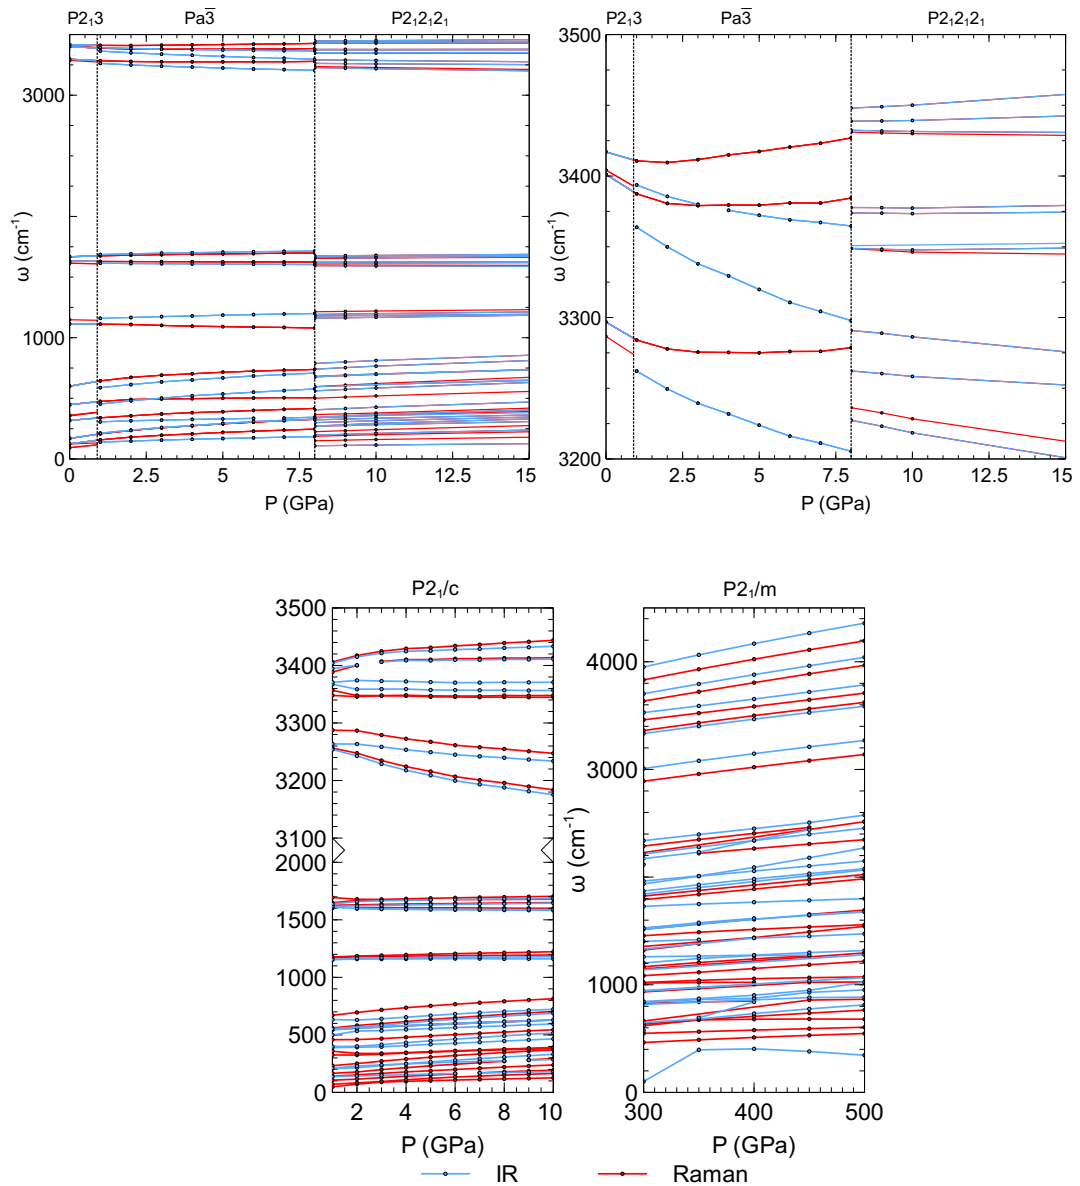 P2₁3 Pa3̅ P2₁2₁2₁
3000
1000
0
0 2.5 5 7.5 10 12.5 15
ω (cm⁻¹)
P (GPa)
P2₁3 Pa3̅ P2₁2₁2₁
3500
3400
3300
3200
0 2.5 5 7.5 10 12.5 15
ω (cm⁻¹)
P (GPa)
P2₁/c
3500
3400
3300
3200
3100
2000
1500
1000
500
0
2 4 6 8 10
P (GPa)
P2₁/m
4000
3000
ω (cm⁻¹)
1000
0
300 400 500
P (GPa)
IR Raman